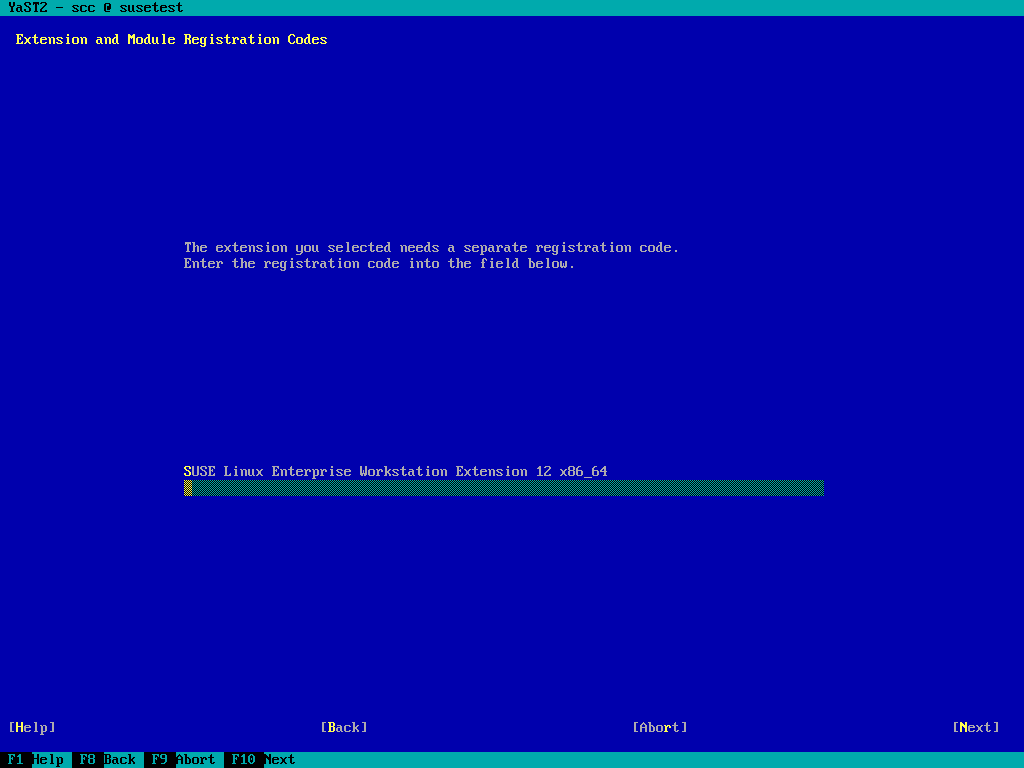 YaST2 - scc @ susetest
Extension and Module Registration Codes
The extension you selected needs a separate registration code.
Enter the registration code into the field below.
SUSE Linux Enterprise Workstation Extension 12 x86_64
[Help] [Back] [Abort] [Next]
F1 Help F8 Back F9 Abort F10 Next